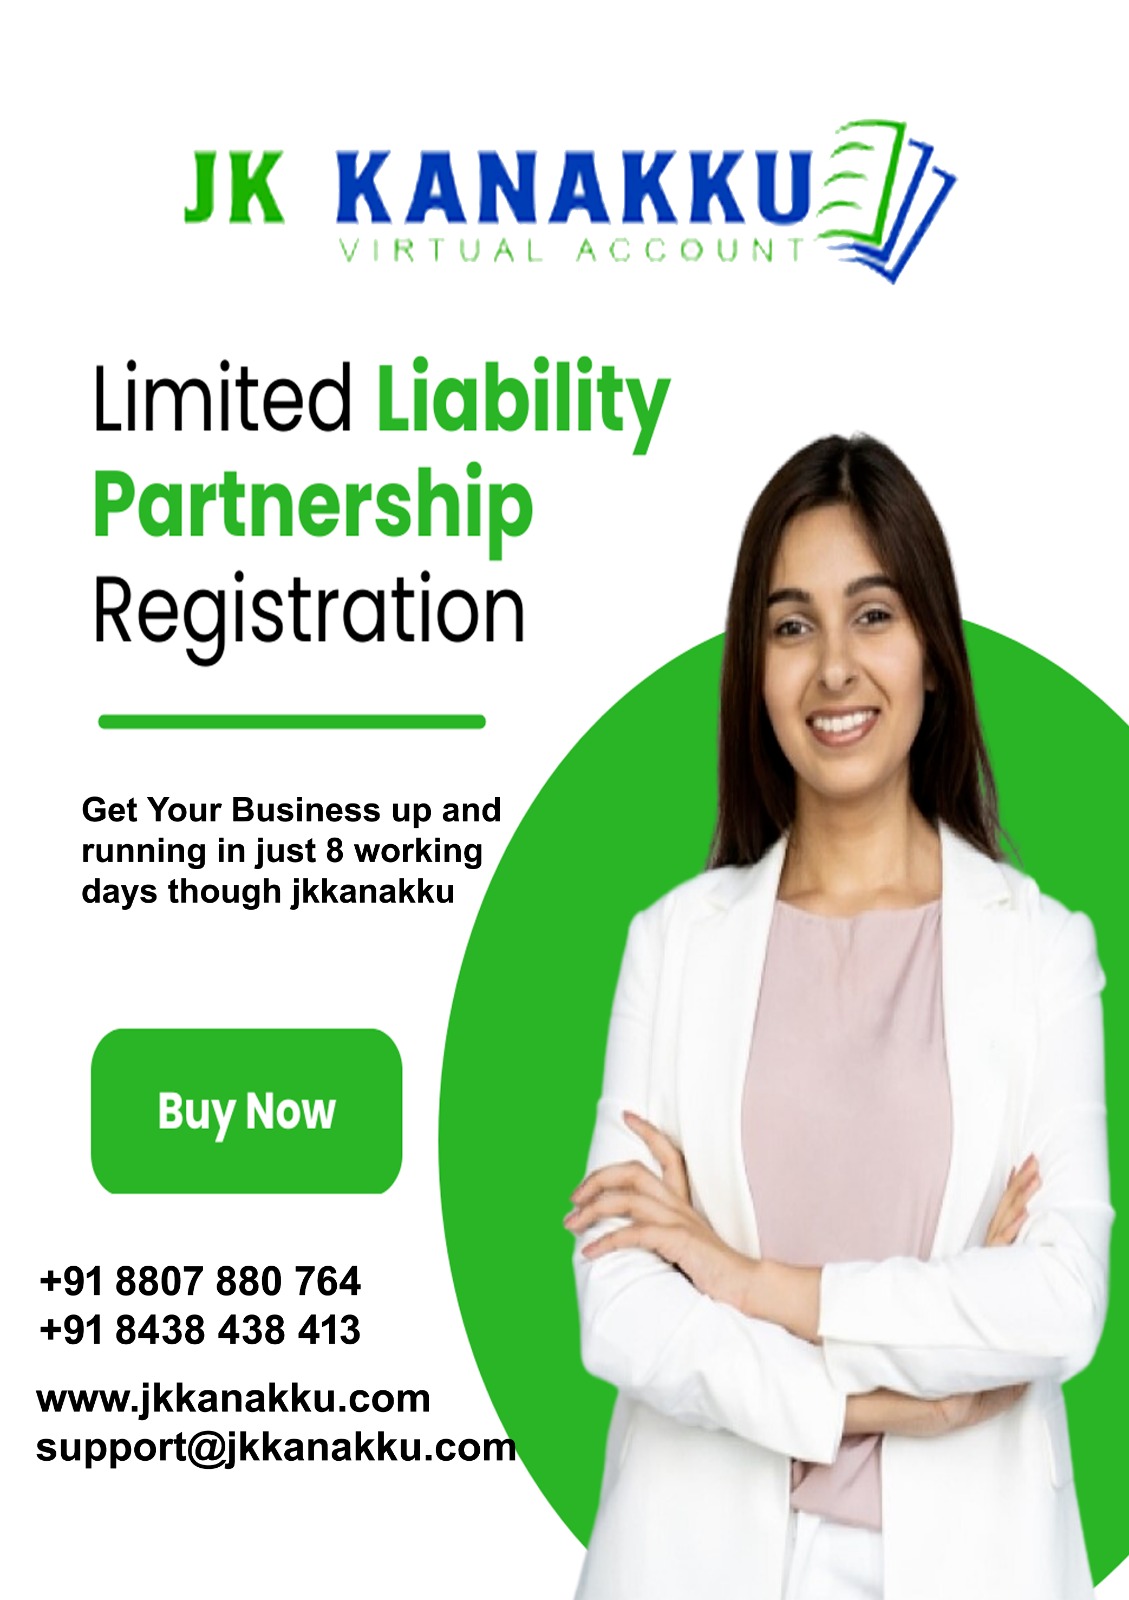 JK KANAKKU
VIRTUAL ACCOUNT
Limited Liability
Partnership
Registration
Get Your Business up and
running in just 8 working
days though jkkanakku
Buy Now
+91 8807 880 764
+91 8438 438 413
www.jkkanakku.com
support@jkkanakku.com